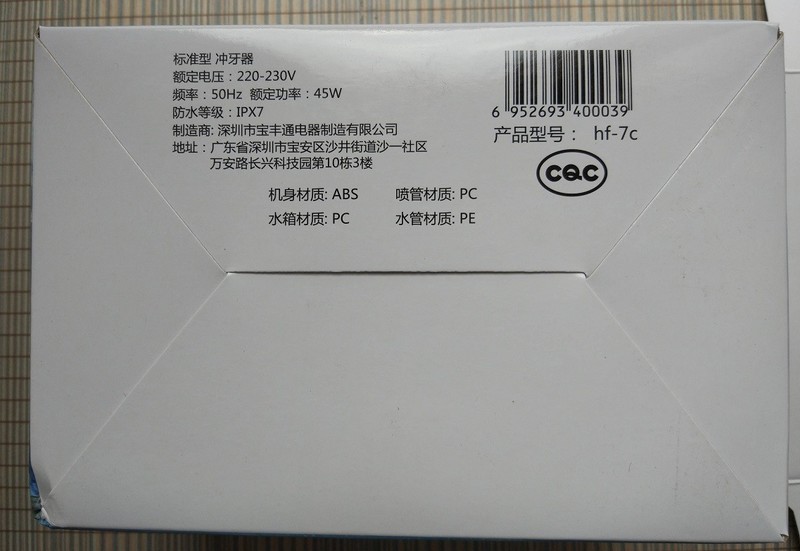 标准型 冲牙器
额定电压：220-230V
频率：50Hz 额定功率：45W
防水等级：IPX7
制造商: 深圳市宝丰通电器制造有限公司
地址：广东省深圳市宝安区沙井街道沙一社区
万安路长兴科技园第10栋3楼
机身材质: ABS 喷管材质: PC
水箱材质: PC 水管材质: PE
6 952693 400039
产品型号： hf-7c
CQC